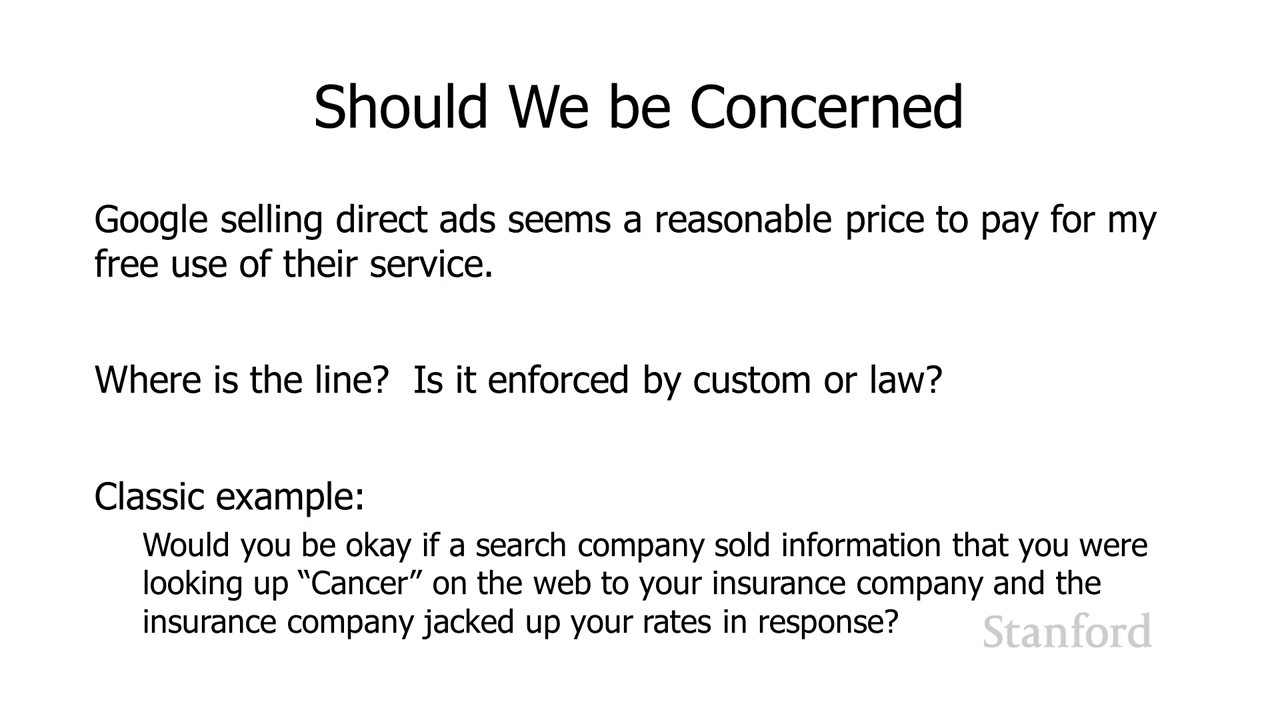 Should We be Concerned
Google selling direct ads seems a reasonable price to pay for my
free use of their service.
Where is the line?  Is it enforced by custom or law?
Classic example:
Would you be okay if a search company sold information that you were
looking up “Cancer” on the web to your insurance company and the
insurance company jacked up your rates in response?
Stanford